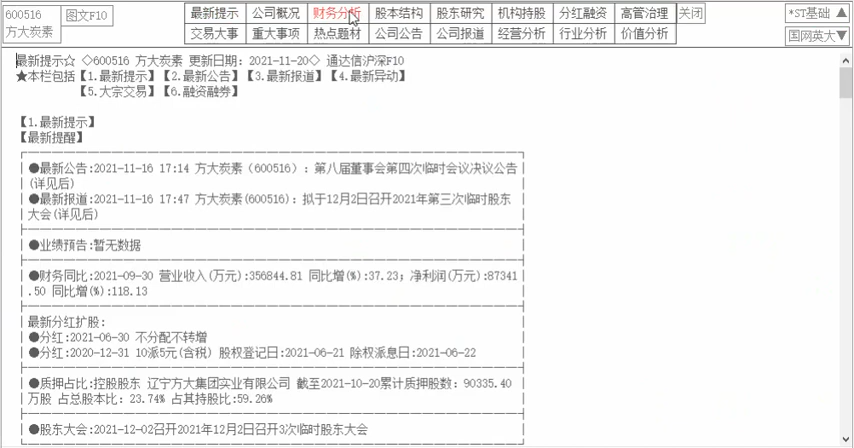 600516
方大炭素
图文F10
最新提示 公司概况 财务分析 股本结构 股东研究 机构持股 分红融资 高管治理 关闭
交易大事 重大事项 热点题材 公司公告 公司报道 经营分析 行业分析 价值分析
*ST基础 ▲
国网英大▼
最新提示☆ ◇600516 方大炭素 更新日期：2021-11-20◇ 通达信沪深F10
★本栏包括【1.最新提示】【2.最新公告】【3.最新报道】【4.最新异动】
【5.大宗交易】【6.融资融券】
【1.最新提示】
【最新提醒】
●最新公告:2021-11-16 17:14 方大炭素（600516）：第八届董事会第四次临时会议决议公告
(详见后)
●最新报道:2021-11-16 17:47 方大炭素(600516)：拟于12月2日召开2021年第三次临时股东
大会(详见后)
●业绩预告:暂无数据
●财务同比:2021-09-30 营业收入(万元):356844.81 同比增(%):37.23；净利润(万元):87341
.50 同比增(%):118.13
最新分红扩股:
●分红:2021-06-30 不分配不转增
●分红:2020-12-31 10派5元(含税) 股权登记日:2021-06-21 除权派息日:2021-06-22
●质押占比:控股股东 辽宁方大集团实业有限公司 截至2021-10-20累计质押股数：90335.40
万股 占总股本比：23.74% 占其持股比:59.26%
●股东大会:2021-12-02召开2021年12月2日召开3次临时股东大会